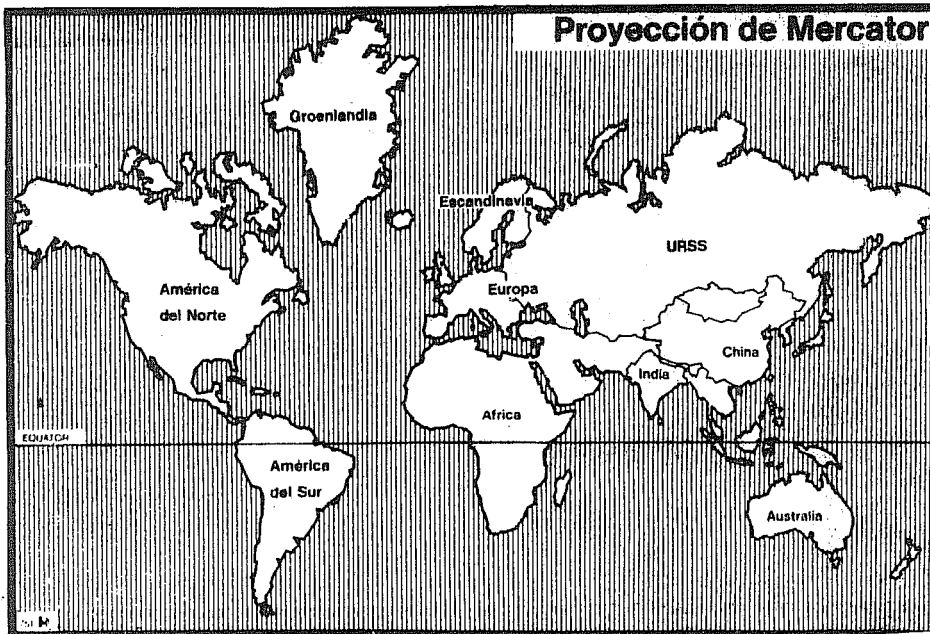 Proyección de Mercator
Groenlandia
Escandinavia
URSS
América
del Norte
Europa
China
India
Africa
EQUATOR
América
del Sur
Australia